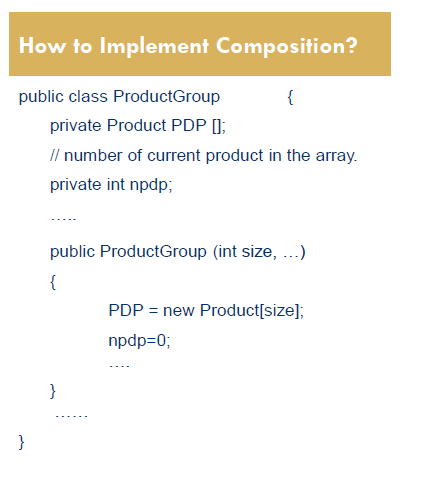 How to Implement Composition?
public class ProductGroup {
private Product PDP [];
// number of current product in the array.
private int npdp;
…..
public ProductGroup (int size, …)
{
PDP = new Product[size];
npdp=0;
….
}
……
}